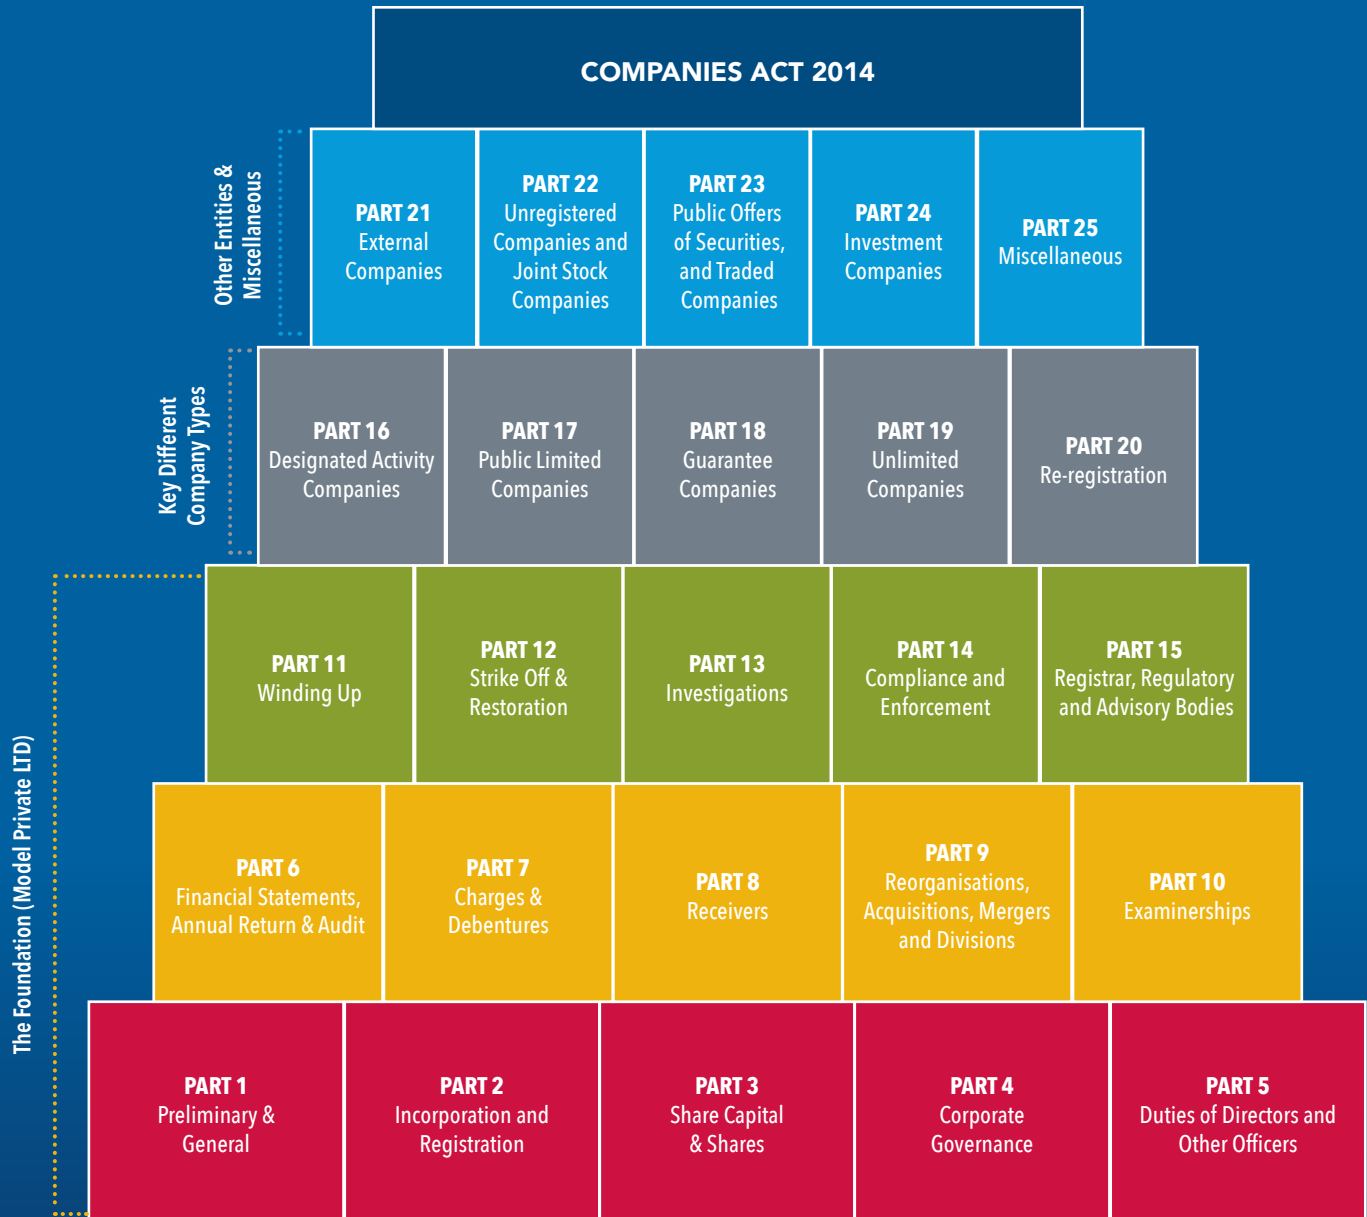 COMPANIES ACT 2014
Other Entities &
Miscellaneous
PART 21
External
Companies
PART 22
Unregistered
Companies and
Joint Stock
Companies
PART 23
Public Offers
of Securities,
and Traded
Companies
PART 24
Investment
Companies
PART 25
Miscellaneous
Key Different
Company Types
PART 16
Designated Activity
Companies
PART 17
Public Limited
Companies
PART 18
Guarantee
Companies
PART 19
Unlimited
Companies
PART 20
Re-registration
The Foundation (Model Private LTD)
PART 11
Winding Up
PART 12
Strike Off &
Restoration
PART 13
Investigations
PART 14
Compliance and
Enforcement
PART 15
Registrar, Regulatory
and Advisory Bodies
PART 6
Financial Statements,
Annual Return & Audit
PART 7
Charges &
Debentures
PART 8
Receivers
PART 9
Reorganisations,
Acquisitions, Mergers
and Divisions
PART 10
Examinerships
PART 1
Preliminary &
General
PART 2
Incorporation and
Registration
PART 3
Share Capital
& Shares
PART 4
Corporate
Governance
PART 5
Duties of Directors and
Other Officers